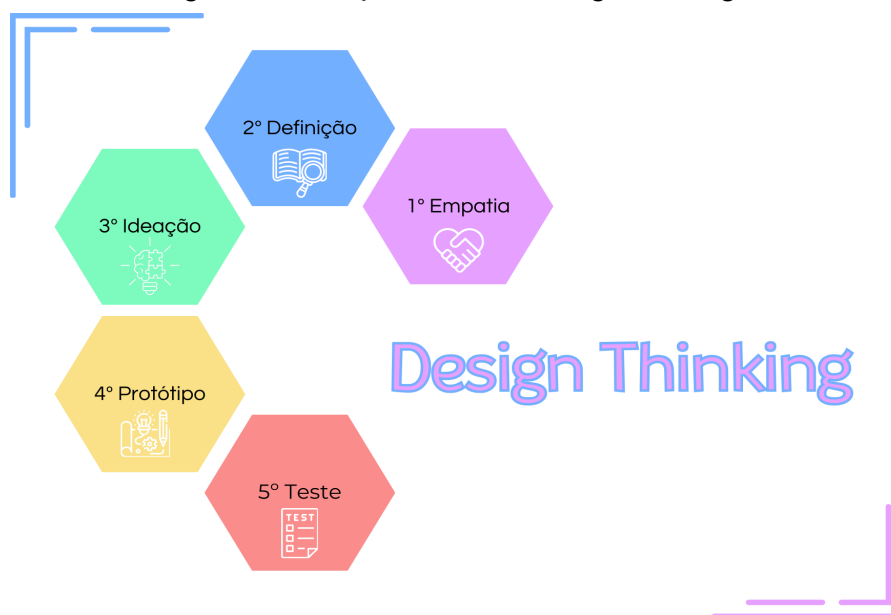 1° Empatia
2° Definição
3° Ideação
4° Protótipo
5° Teste
TEST
Design Thinking